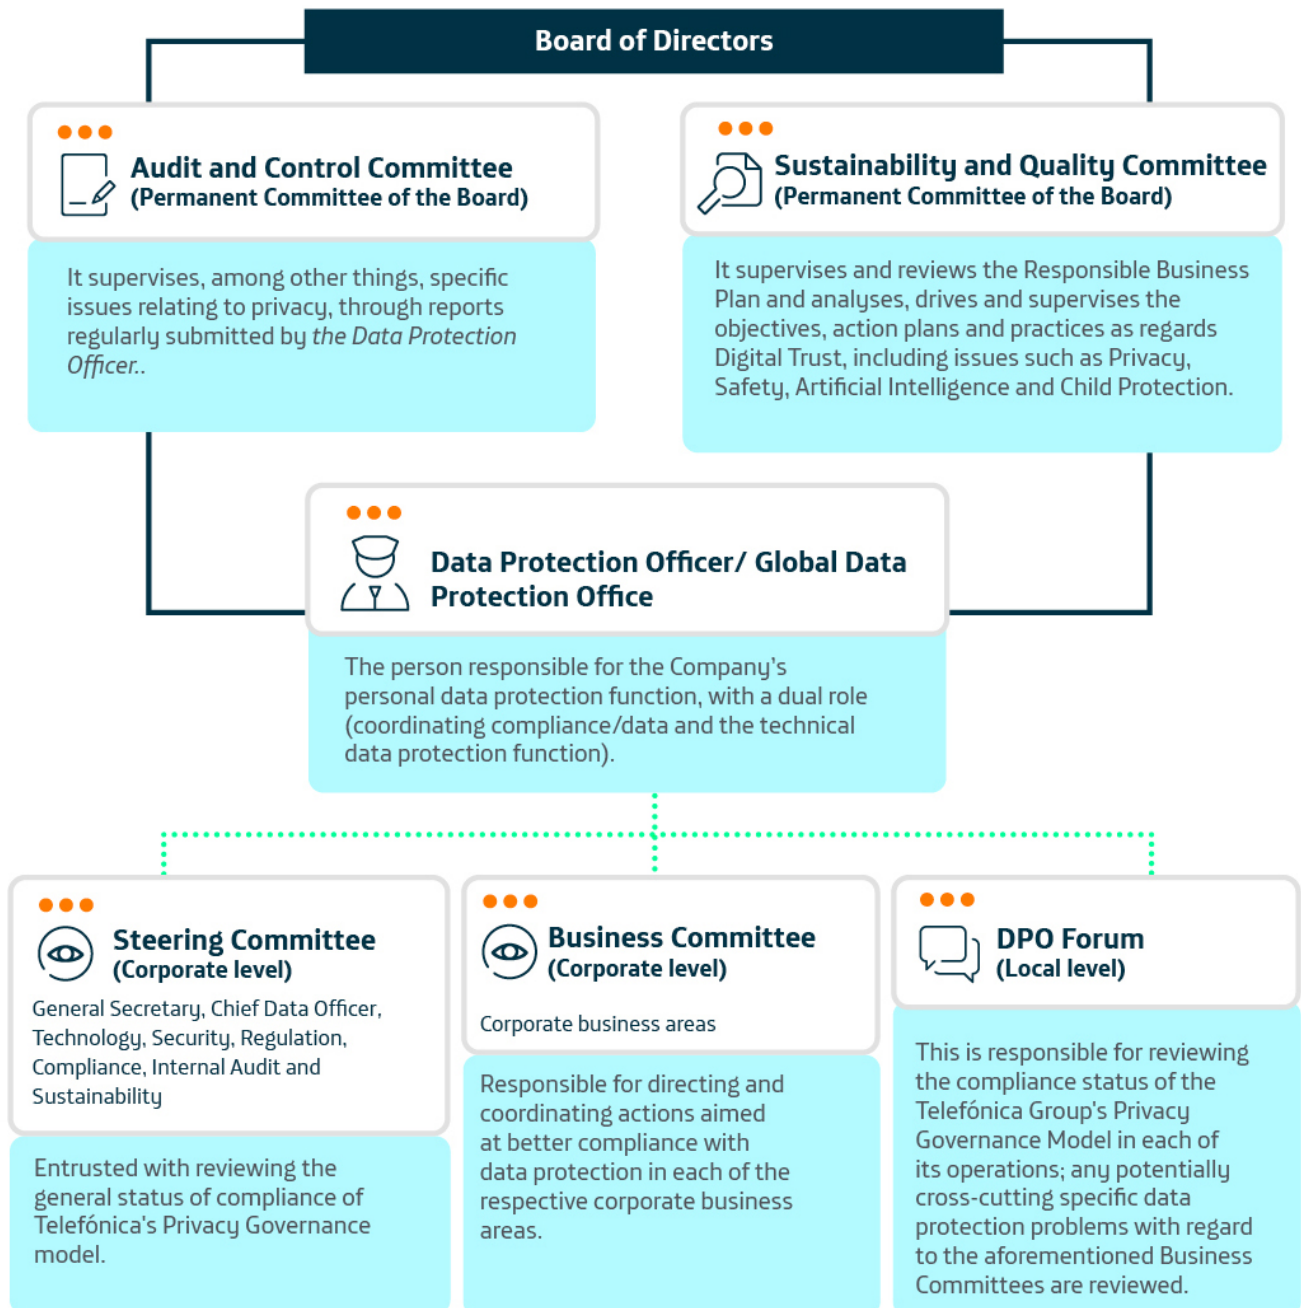 Board of Directors
Audit and Control Committee
(Permanent Committee of the Board)
It supervises, among other things, specific
issues relating to privacy, through reports
regularly submitted by the Data Protection
Officer..
Sustainability and Quality Committee
(Permanent Committee of the Board)
It supervises and reviews the Responsible Business
Plan and analyses, drives and supervises the
objectives, action plans and practices as regards
Digital Trust, including issues such as Privacy,
Safety, Artificial Intelligence and Child Protection.
Data Protection Officer/ Global Data
Protection Office
The person responsible for the Company's
personal data protection function, with a dual role
(coordinating compliance/data and the technical
data protection function).
Steering Committee
(Corporate level)
General Secretary, Chief Data Officer,
Technology, Security, Regulation,
Compliance, Internal Audit and
Sustainability
Entrusted with reviewing the
general status of compliance of
Telefónica's Privacy Governance
model.
Business Committee
(Corporate level)
Corporate business areas
Responsible for directing and
coordinating actions aimed
at better compliance with
data protection in each of the
respective corporate business
areas.
DPO Forum
(Local level)
This is responsible for reviewing
the compliance status of the
Telefónica Group's Privacy
Governance Model in each of
its operations; any potentially
cross-cutting specific data
protection problems with regard
to the aforementioned Business
Committees are reviewed.